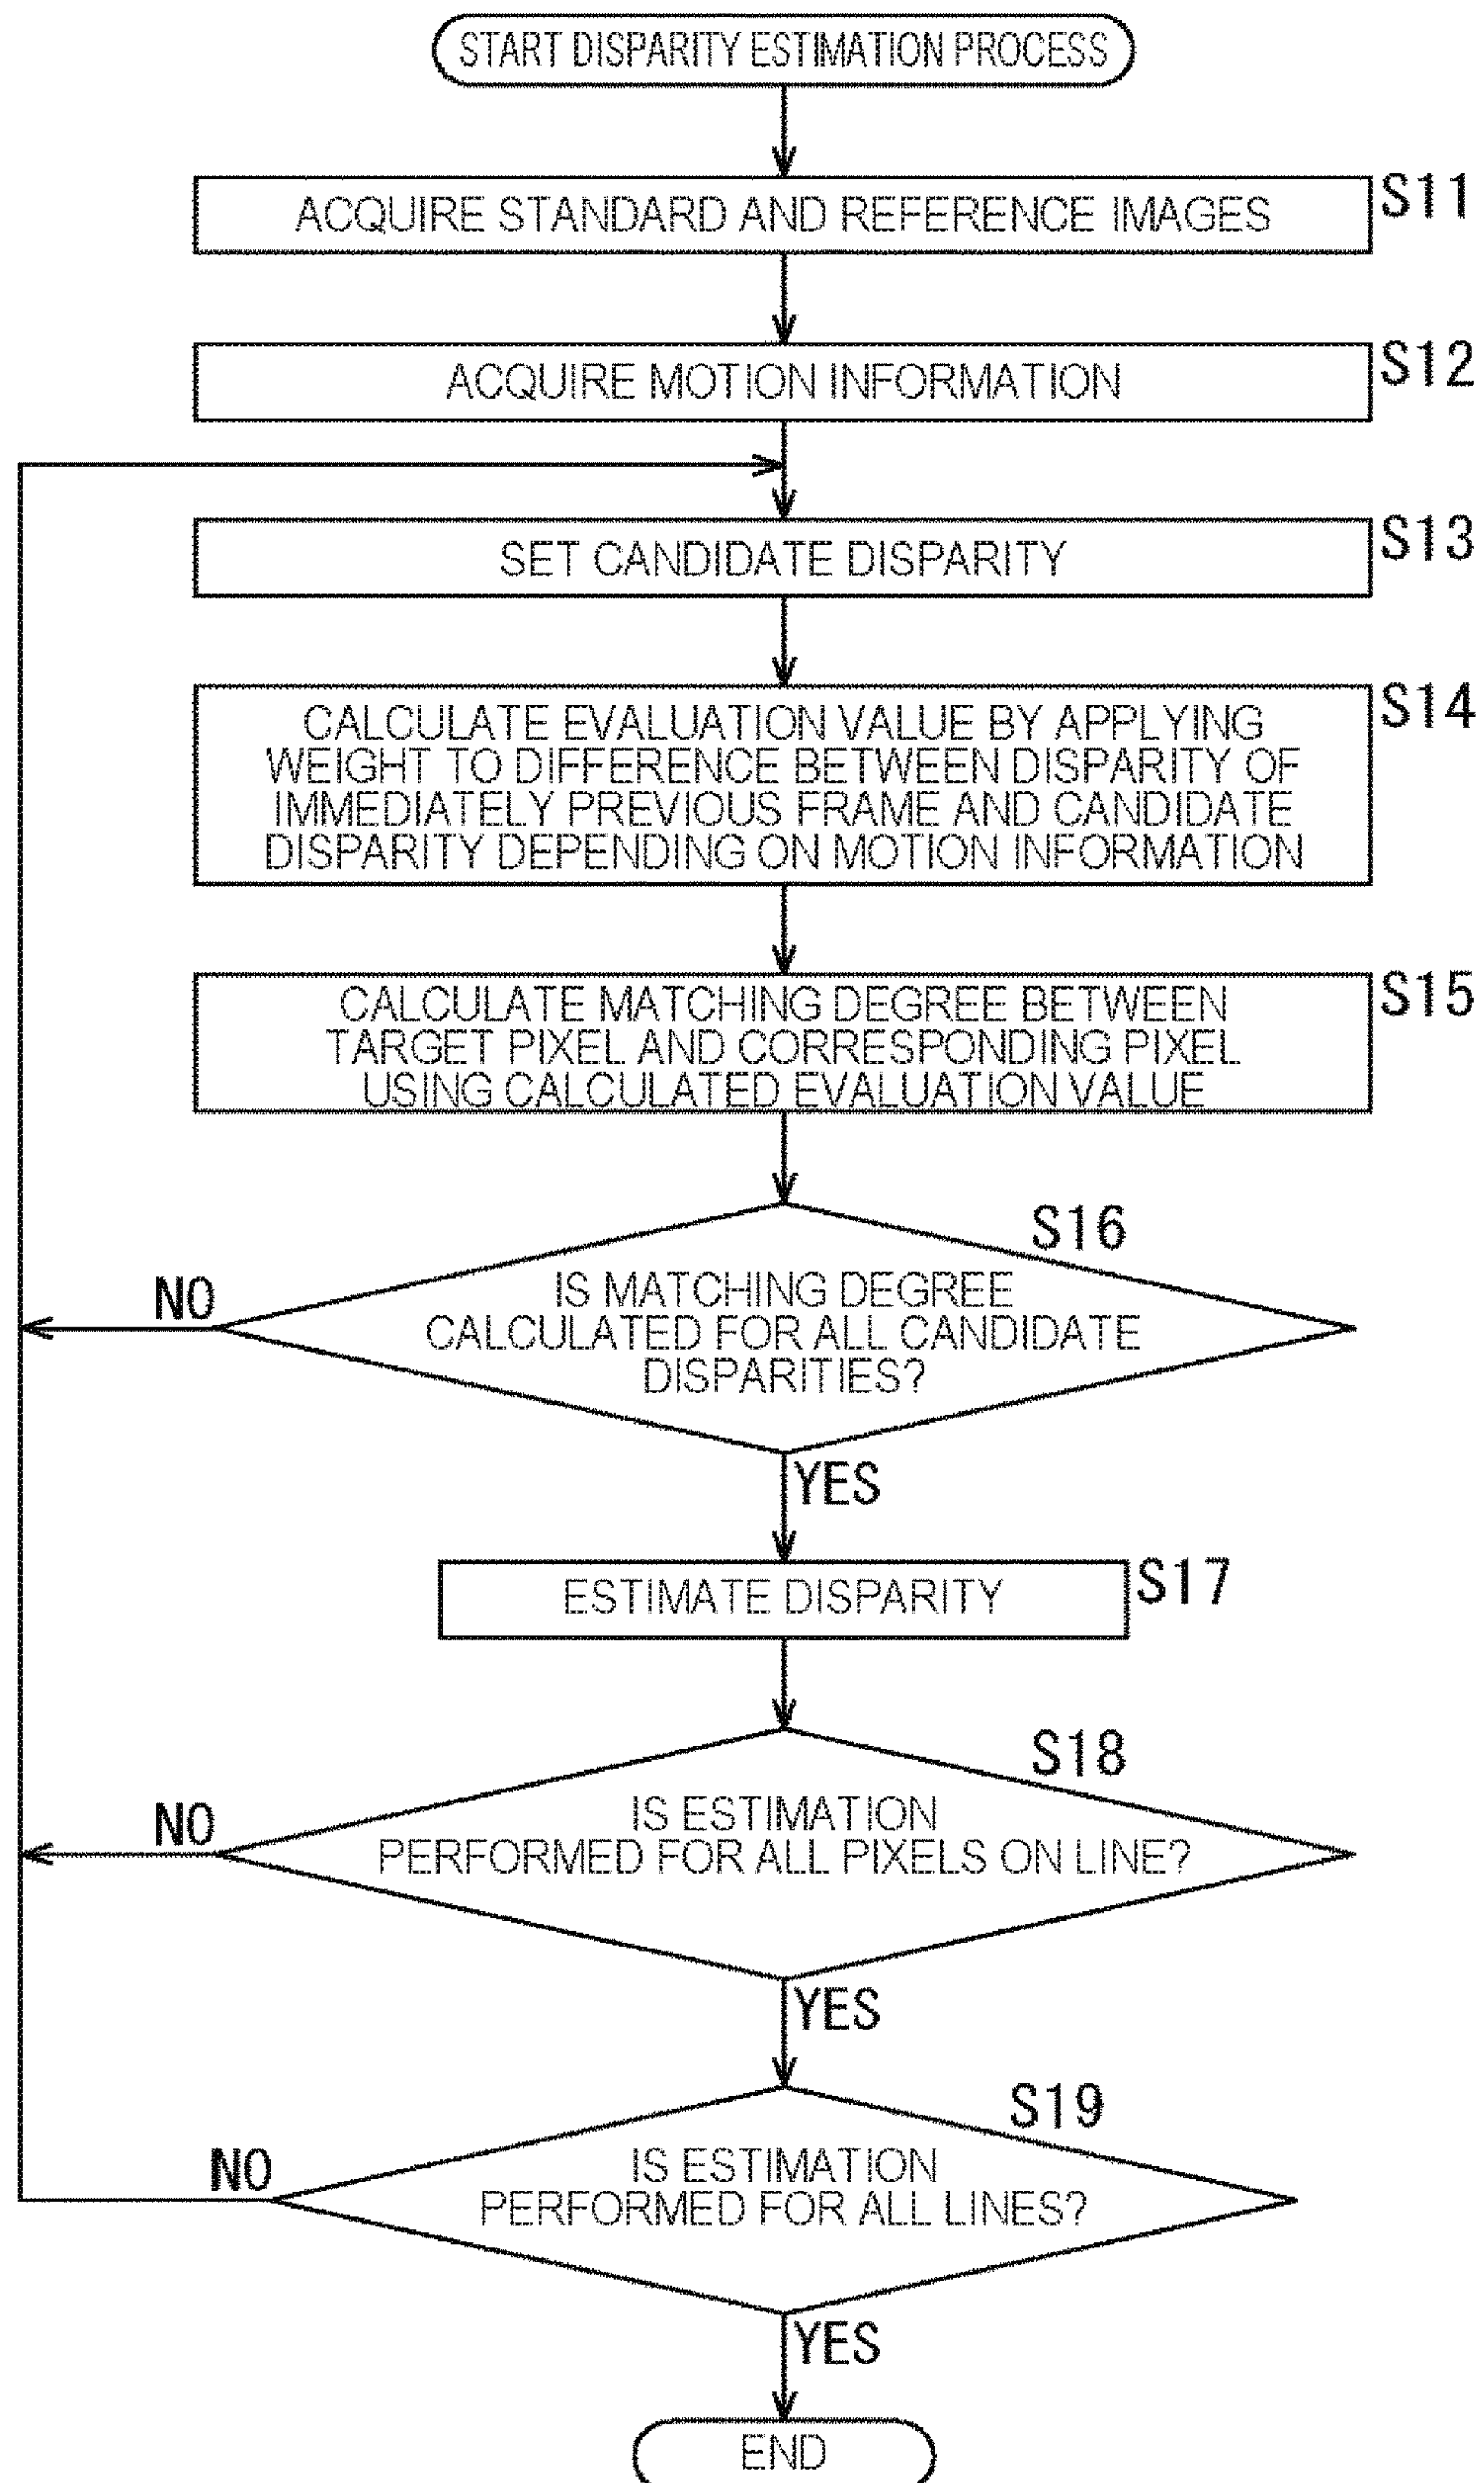 START DISPARITY ESTIMATION PROCESS
ACQUIRE STANDARD AND REFERENCE IMAGES
S11
ACQUIRE MOTION INFORMATION
S12
SET CANDIDATE DISPARITY
S13
CALCULATE EVALUATION VALUE BY APPLYING
WEIGHT TO DIFFERENCE BETWEEN DISPARITY OF
IMMEDIATELY PREVIOUS FRAME AND CANDIDATE
DISPARITY DEPENDING ON MOTION INFORMATION
S14
CALCULATE MATCHING DEGREE BETWEEN
TARGET PIXEL AND CORRESPONDING PIXEL
USING CALCULATED EVALUATION VALUE
S15
S16
IS MATCHING DEGREE
CALCULATED FOR ALL CANDIDATE
DISPARITIES?
NO
YES
ESTIMATE DISPARITY
S17
S18
IS ESTIMATION
PERFORMED FOR ALL PIXELS ON LINE?
NO
YES
S19
IS ESTIMATION
PERFORMED FOR ALL LINES?
NO
YES
END